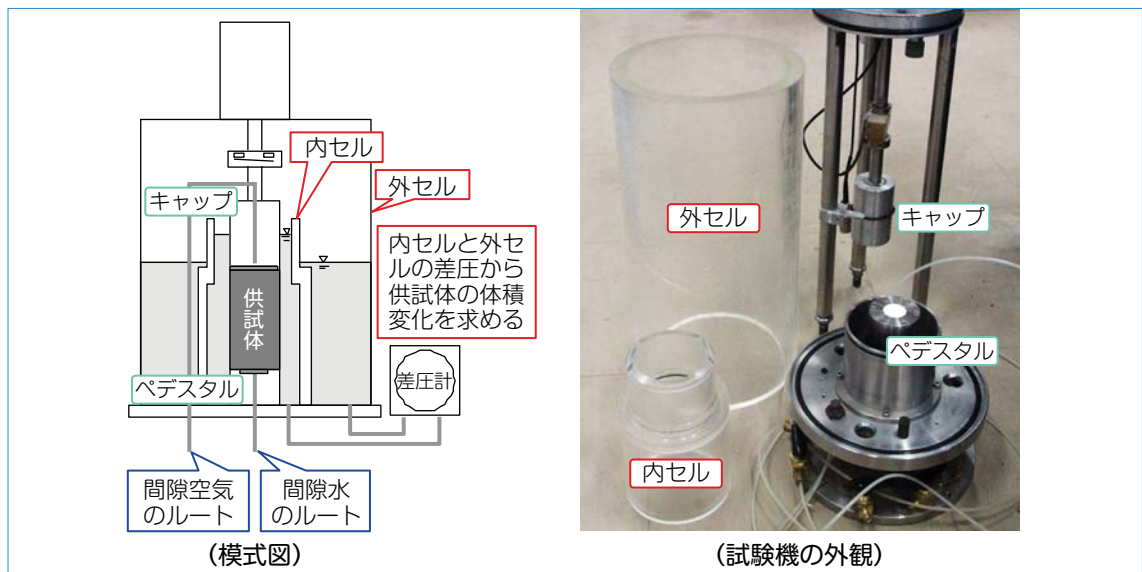 内セル
外セル
キャップ
内セルと外セ
ルの差圧から
供試体の体積
変化を求める
供試体
ペデスタル
差圧計
間隙空気
のルート
間隙水
のルート
(模式図)
外セル
キャップ
ペデスタル
内セル
(試験機の外観)